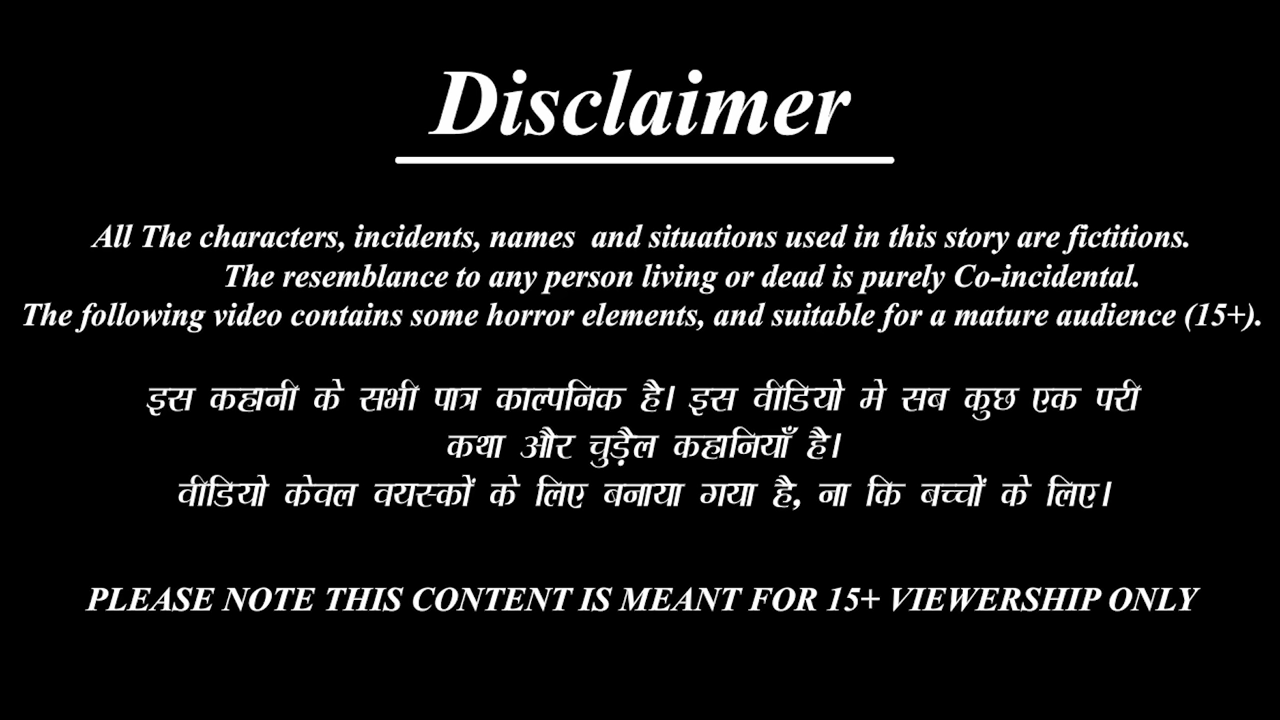 Disclaimer
All The characters, incidents, names and situations used in this story are fictitions.
The resemblance to any person living or dead is purely Co-incidental.
The following video contains some horror elements, and suitable for a mature audience (15+).
इस कहानी के सभी पात्र काल्पनिक है। इस वीडियो मे सब कुछ एक परी
कथा और चुड़ैल कहानियाँ है।
वीडियो केवल वयस्कों के लिए बनाया गया है, ना कि बच्चों के लिए।
PLEASE NOTE THIS CONTENT IS MEANT FOR 15+ VIEWERSHIP ONLY